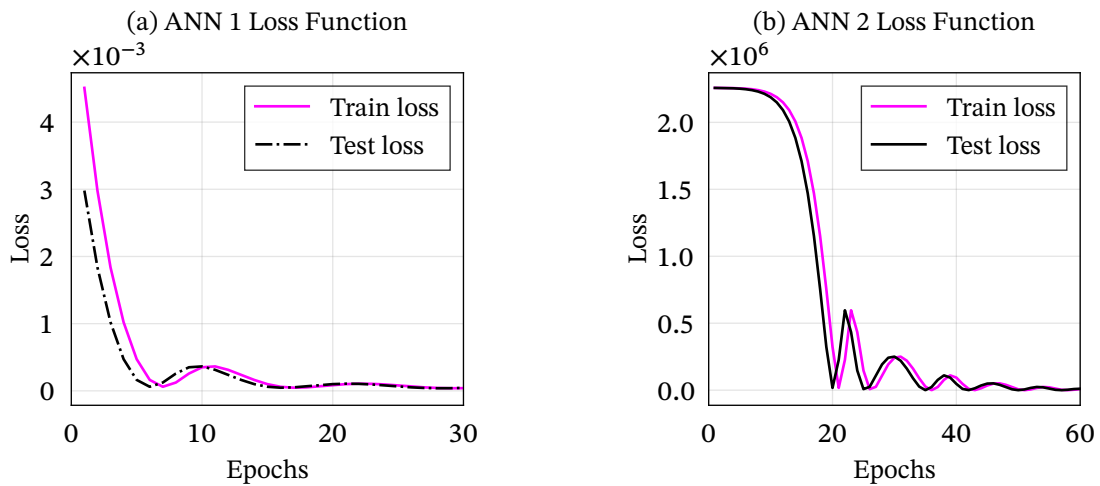 (a) ANN 1 Loss Function
×10⁻³
4
3
2
1
0
Loss
Train loss
Test loss
0 10 20 30
Epochs
(b) ANN 2 Loss Function
×10⁶
2.0
1.5
1.0
0.5
0.0
Loss
Train loss
Test loss
0 20 40 60
Epochs